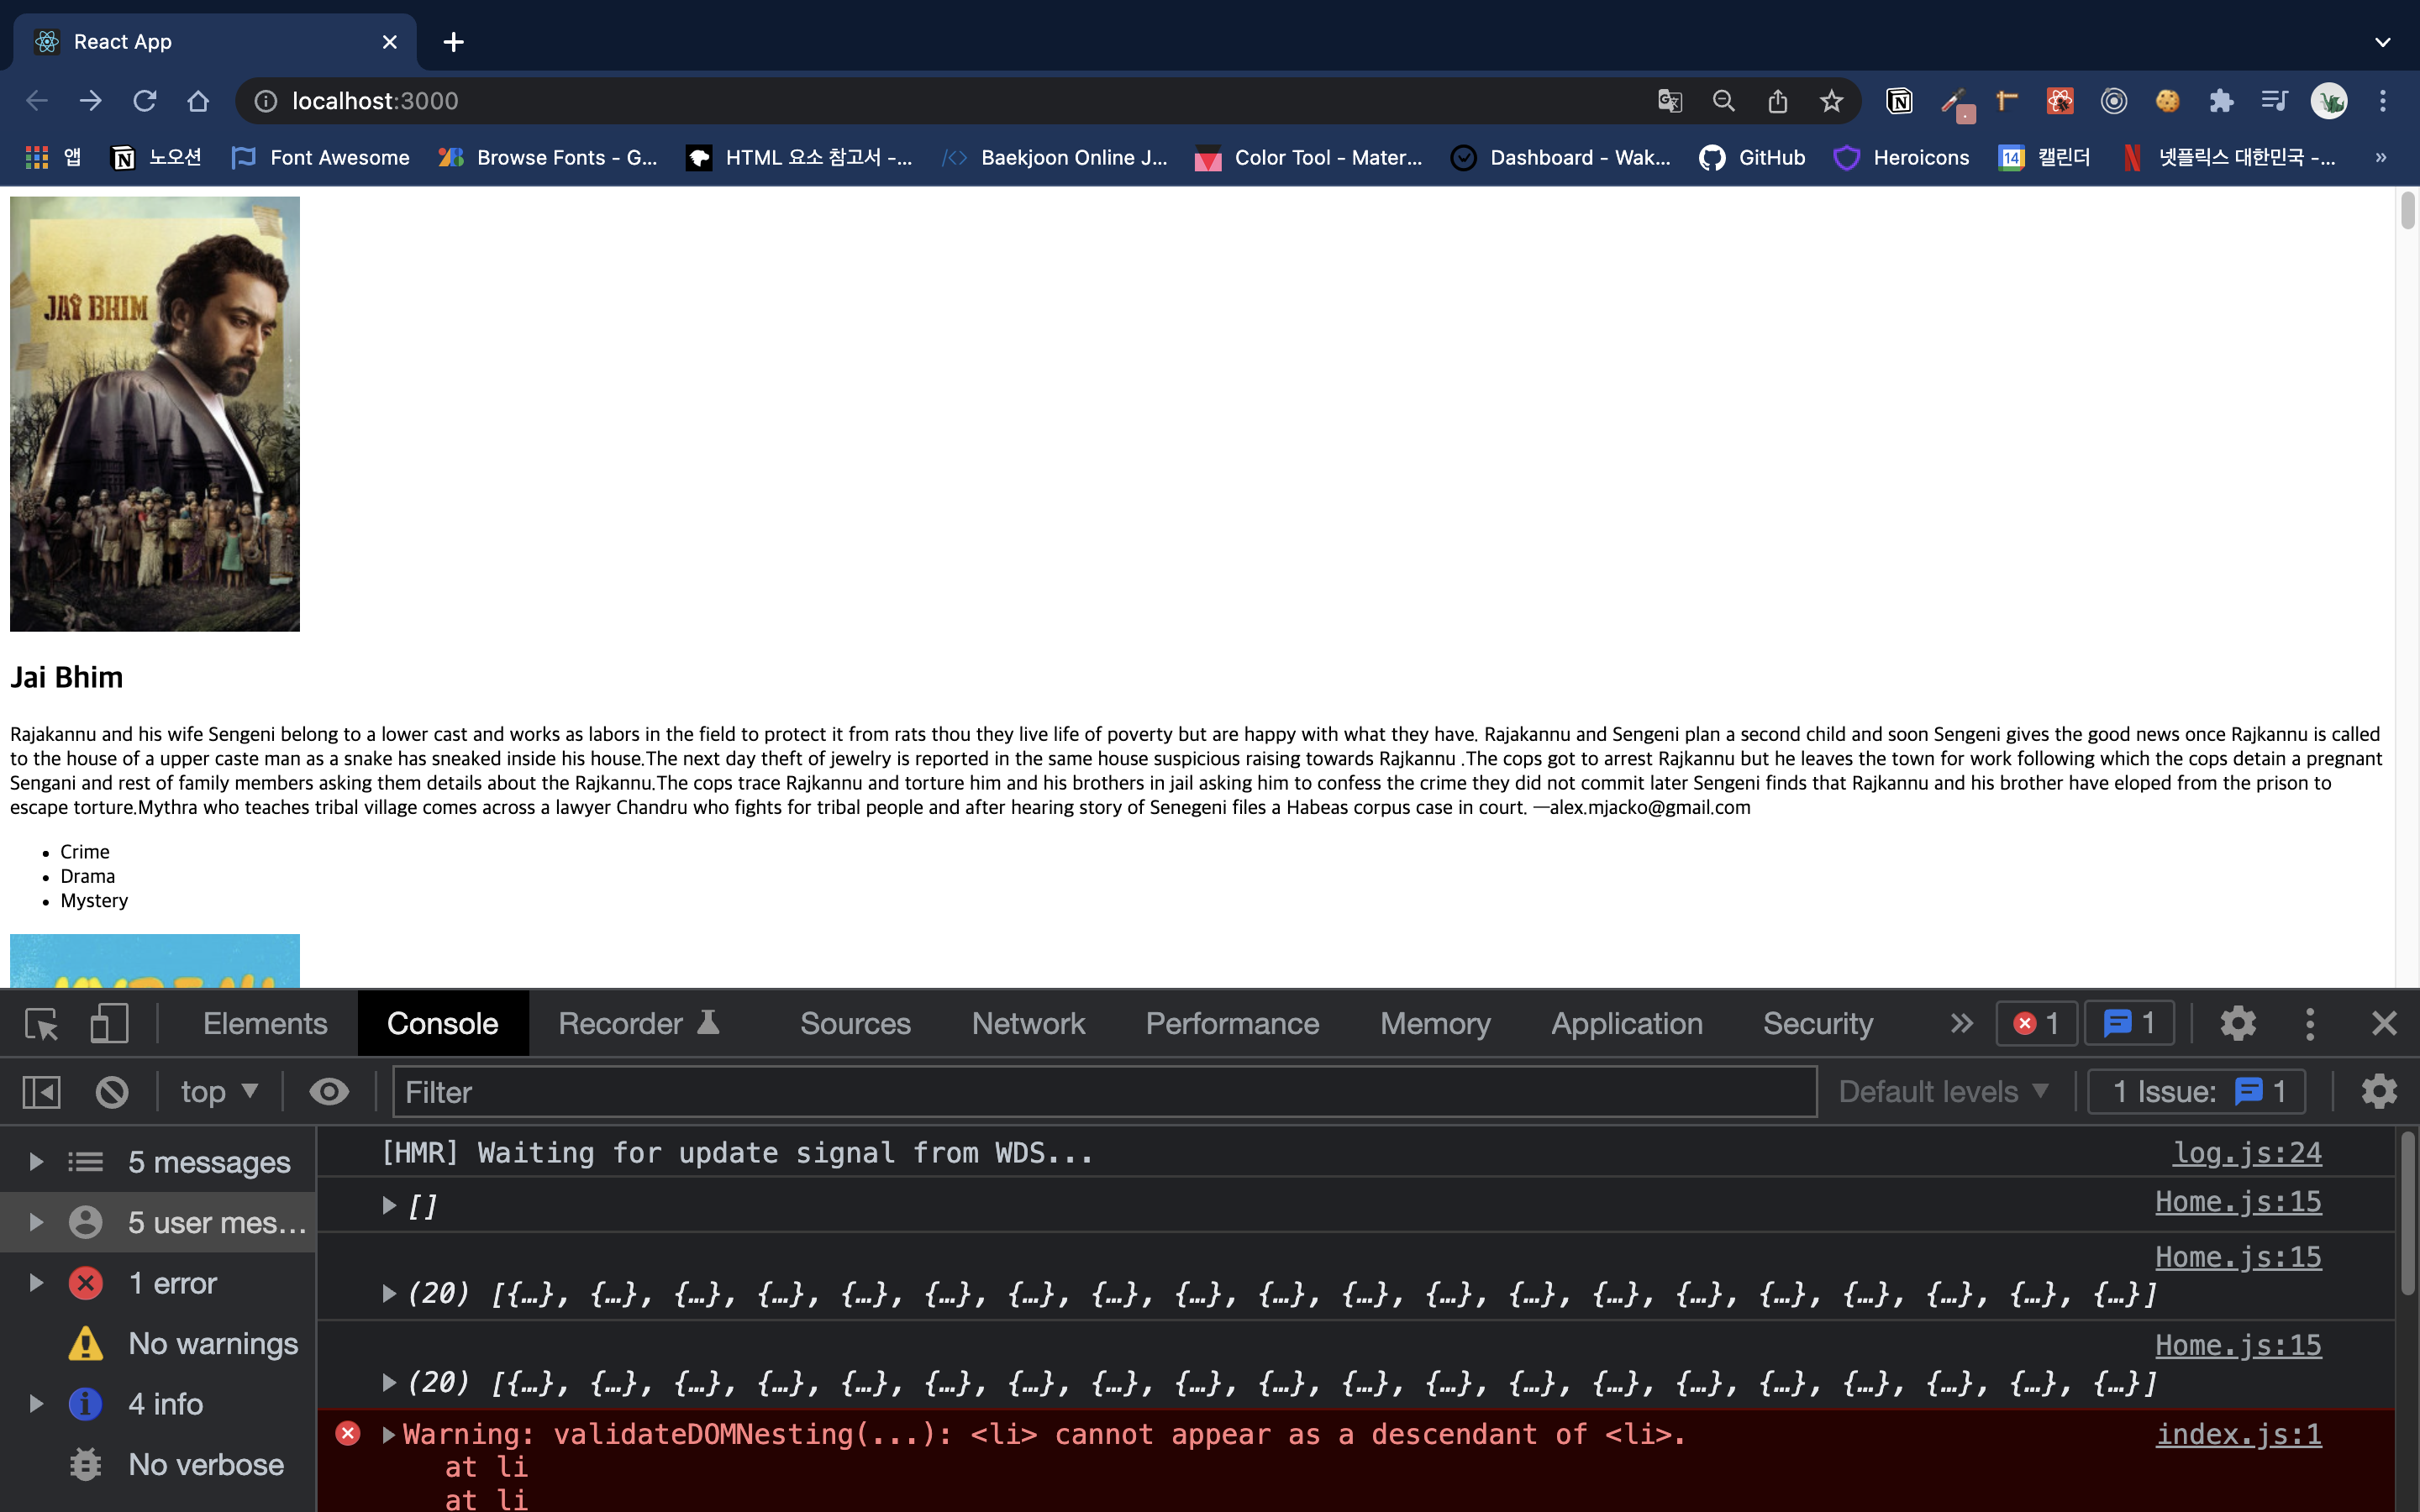 React App
localhost:3000
앱
노오션
Font Awesome
Browse Fonts - G...
HTML 요소 참고서 -...
Baekjoon Online J...
Color Tool - Mater...
Dashboard - Wak...
GitHub
Heroicons
14
캘린더
넷플릭스 대한민국 -...
»
JAI BHIM
Jai Bhim
Rajakannu and his wife Sengeni belong to a lower cast and works as labors in the field to protect it from rats thou they live life of poverty but are happy with what they have. Rajakannu and Sengeni plan a second child and soon Sengeni gives the good news once Rajkannu is called
to the house of a upper caste man as a snake has sneaked inside his house.The next day theft of jewelry is reported in the same house suspicious raising towards Rajkannu .The cops got to arrest Rajkannu but he leaves the town for work following which the cops detain a pregnant
Sengani and rest of family members asking them details about the Rajkannu.The cops trace Rajkannu and torture him and his brothers in jail asking him to confess the crime they did not commit later Sengeni finds that Rajkannu and his brother have eloped from the prison to
escape torture.Mythra who teaches tribal village comes across a lawyer Chandru who fights for tribal people and after hearing story of Senegeni files a Habeas corpus case in court. —alex.mjacko@gmail.com
• Crime
• Drama
• Mystery
Elements
Console
Recorder
Sources
Network
Performance
Memory
Application
Security
1
1
top
Filter
Default levels
1 Issue: 1
5 messages
5 user mes...
1 error
No warnings
4 info
No verbose
[HMR] Waiting for update signal from WDS...
log.js:24
[]
Home.js:15
Home.js:15
(20) [{…}, {…}, {…}, {…}, {…}, {…}, {…}, {…}, {…}, {…}, {…}, {…}, {…}, {…}, {…}, {…}, {…}, {…}, {…}, {…}]
Home.js:15
(20) [{…}, {…}, {…}, {…}, {…}, {…}, {…}, {…}, {…}, {…}, {…}, {…}, {…}, {…}, {…}, {…}, {…}, {…}, {…}, {…}]
Warning: validateDOMNesting(...): <li> cannot appear as a descendant of <li>.
index.js:1
at li
at li